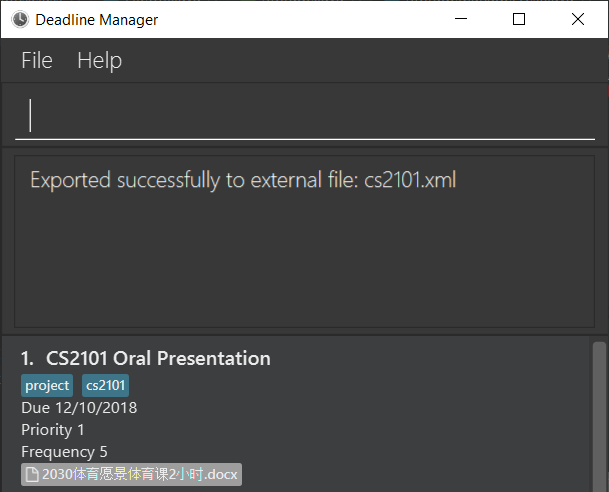 Deadline Manager
File Help
Exported successfully to external file: cs2101.xml
1. CS2101 Oral Presentation
project cs2101
Due 12/10/2018
Priority 1
Frequency 5
2030体育愿景体育课2小时.docx